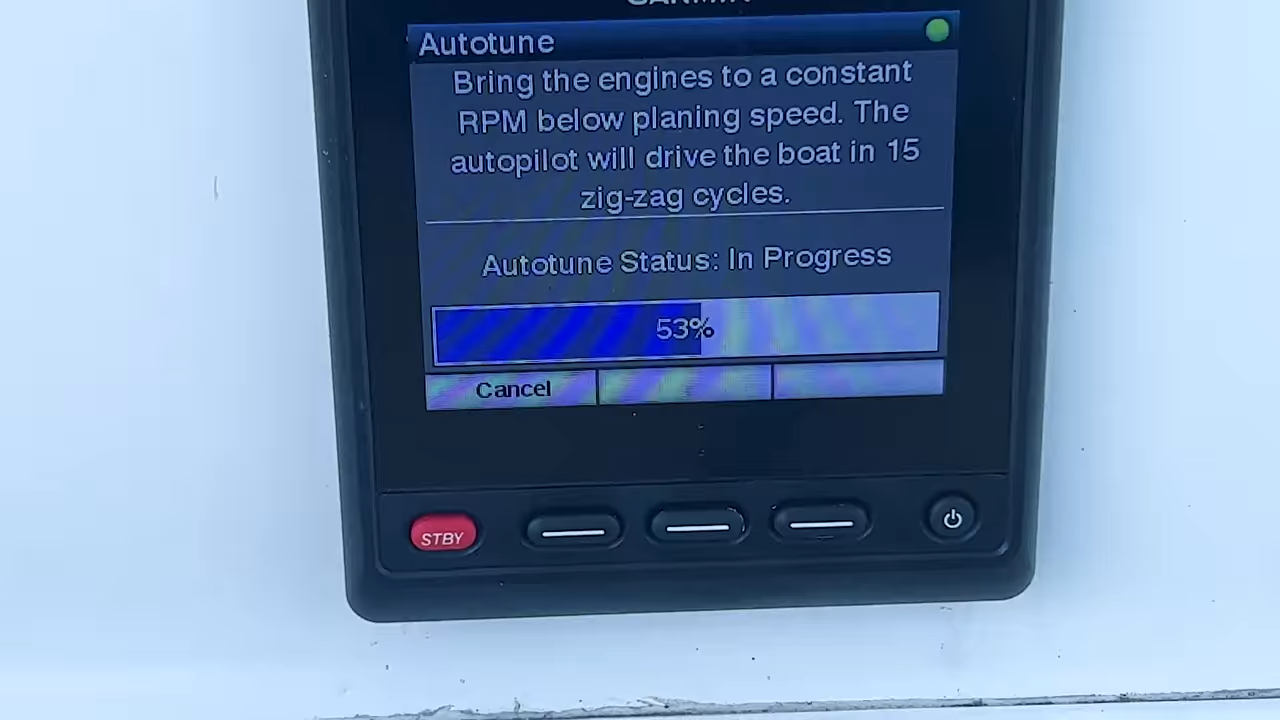 GARMIN
Autotune
Bring the engines to a constant
RPM below planing speed. The
autopilot will drive the boat in 15
zig-zag cycles.
Autotune Status: In Progress
53%
Cancel
STBY